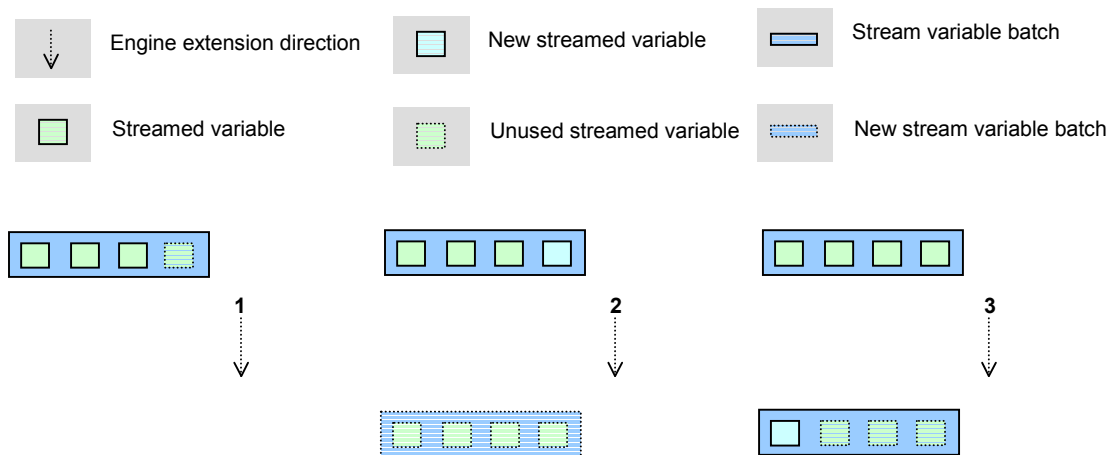 Engine extension direction
New streamed variable
Stream variable batch
Streamed variable
Unused streamed variable
New stream variable batch
1
2
3